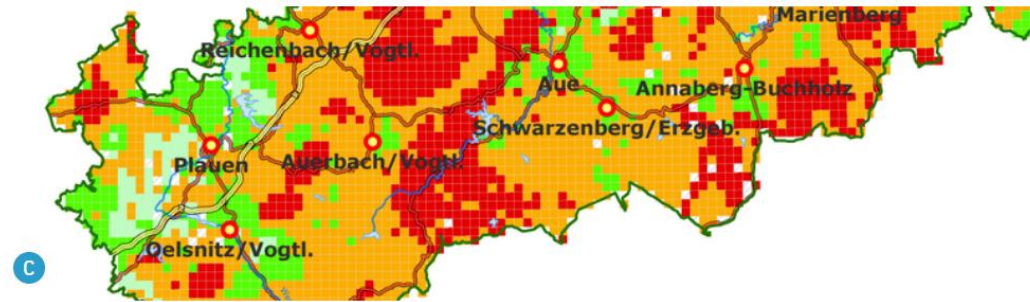 Marienberg
Reichenbach/Vogtl.
Aue
Annaberg-Buchholz
Schwarzenberg/Erzgeb.
Plauen
Auerbach/Vogtl.
Oelsnitz/Vogtl.
C